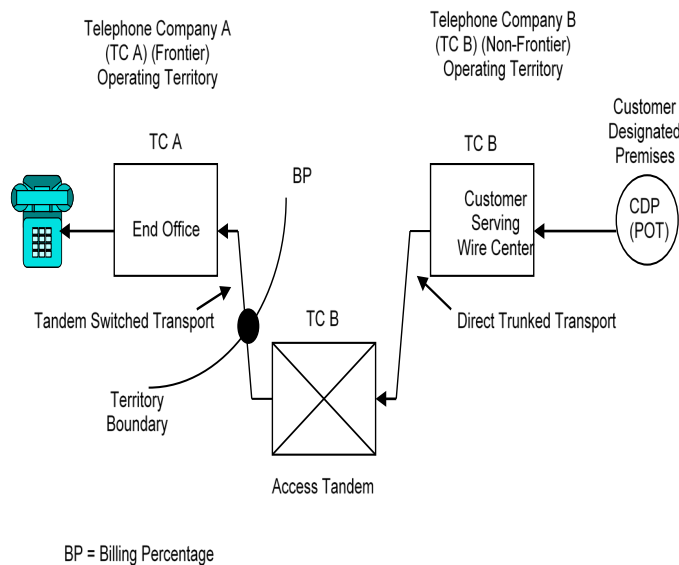 Telephone Company A
(TC A) (Frontier)
Operating Territory
Telephone Company B
(TC B) (Non-Frontier)
Operating Territory
Customer
Designated
Premises
TC A
TC B
BP
End Office
Customer
Serving
Wire Center
CDP
(POT)
Tandem Switched Transport
TC B
Direct Trunked Transport
Territory
Boundary
Access Tandem
BP = Billing Percentage